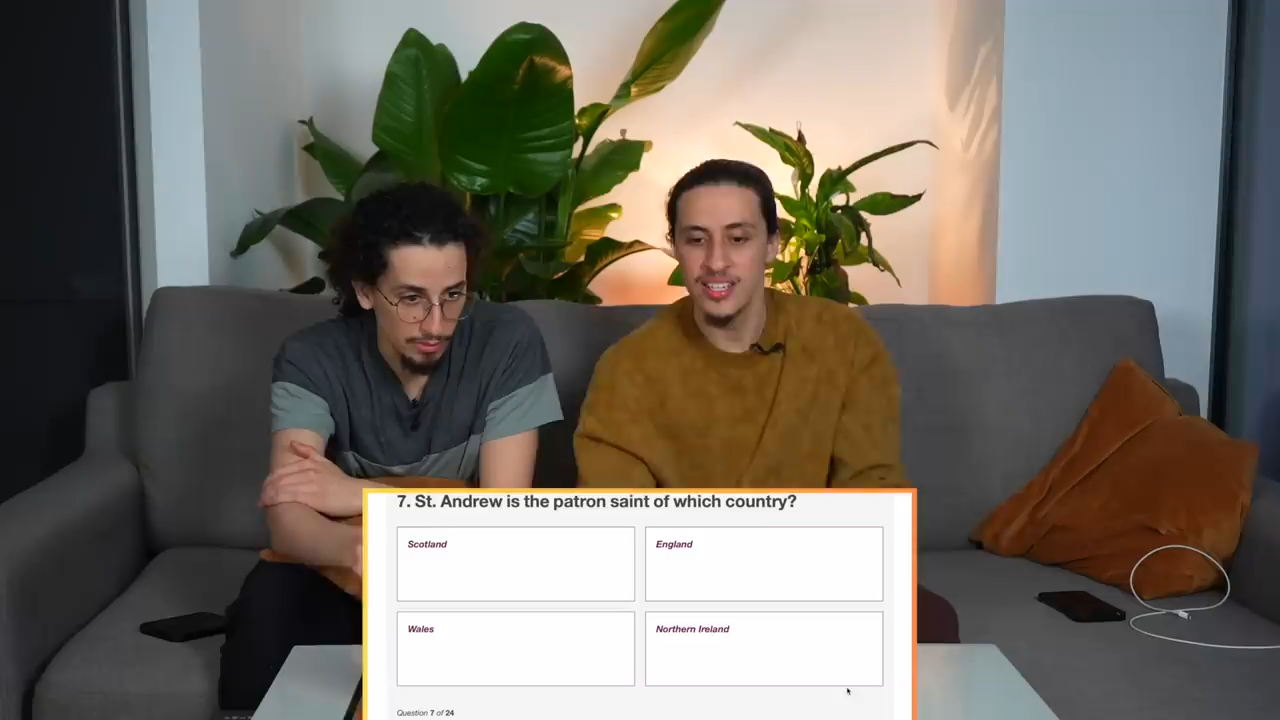 7. St. Andrew is the patron saint of which country?
Scotland
England
Wales
Northern Ireland
Question 7 of 24